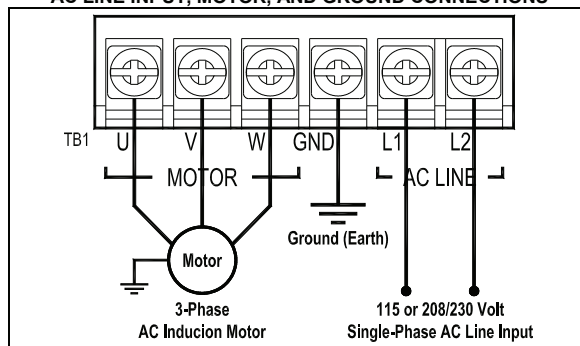 AC LINE INPUT, MOTOR, AND GROUND CONNECTIONS
TB1 U V W GND L1 L2
MOTOR AC LINE
Ground (Earth)
Motor
3-Phase
AC Inducion Motor
115 or 208/230 Volt
Single-Phase AC Line Input